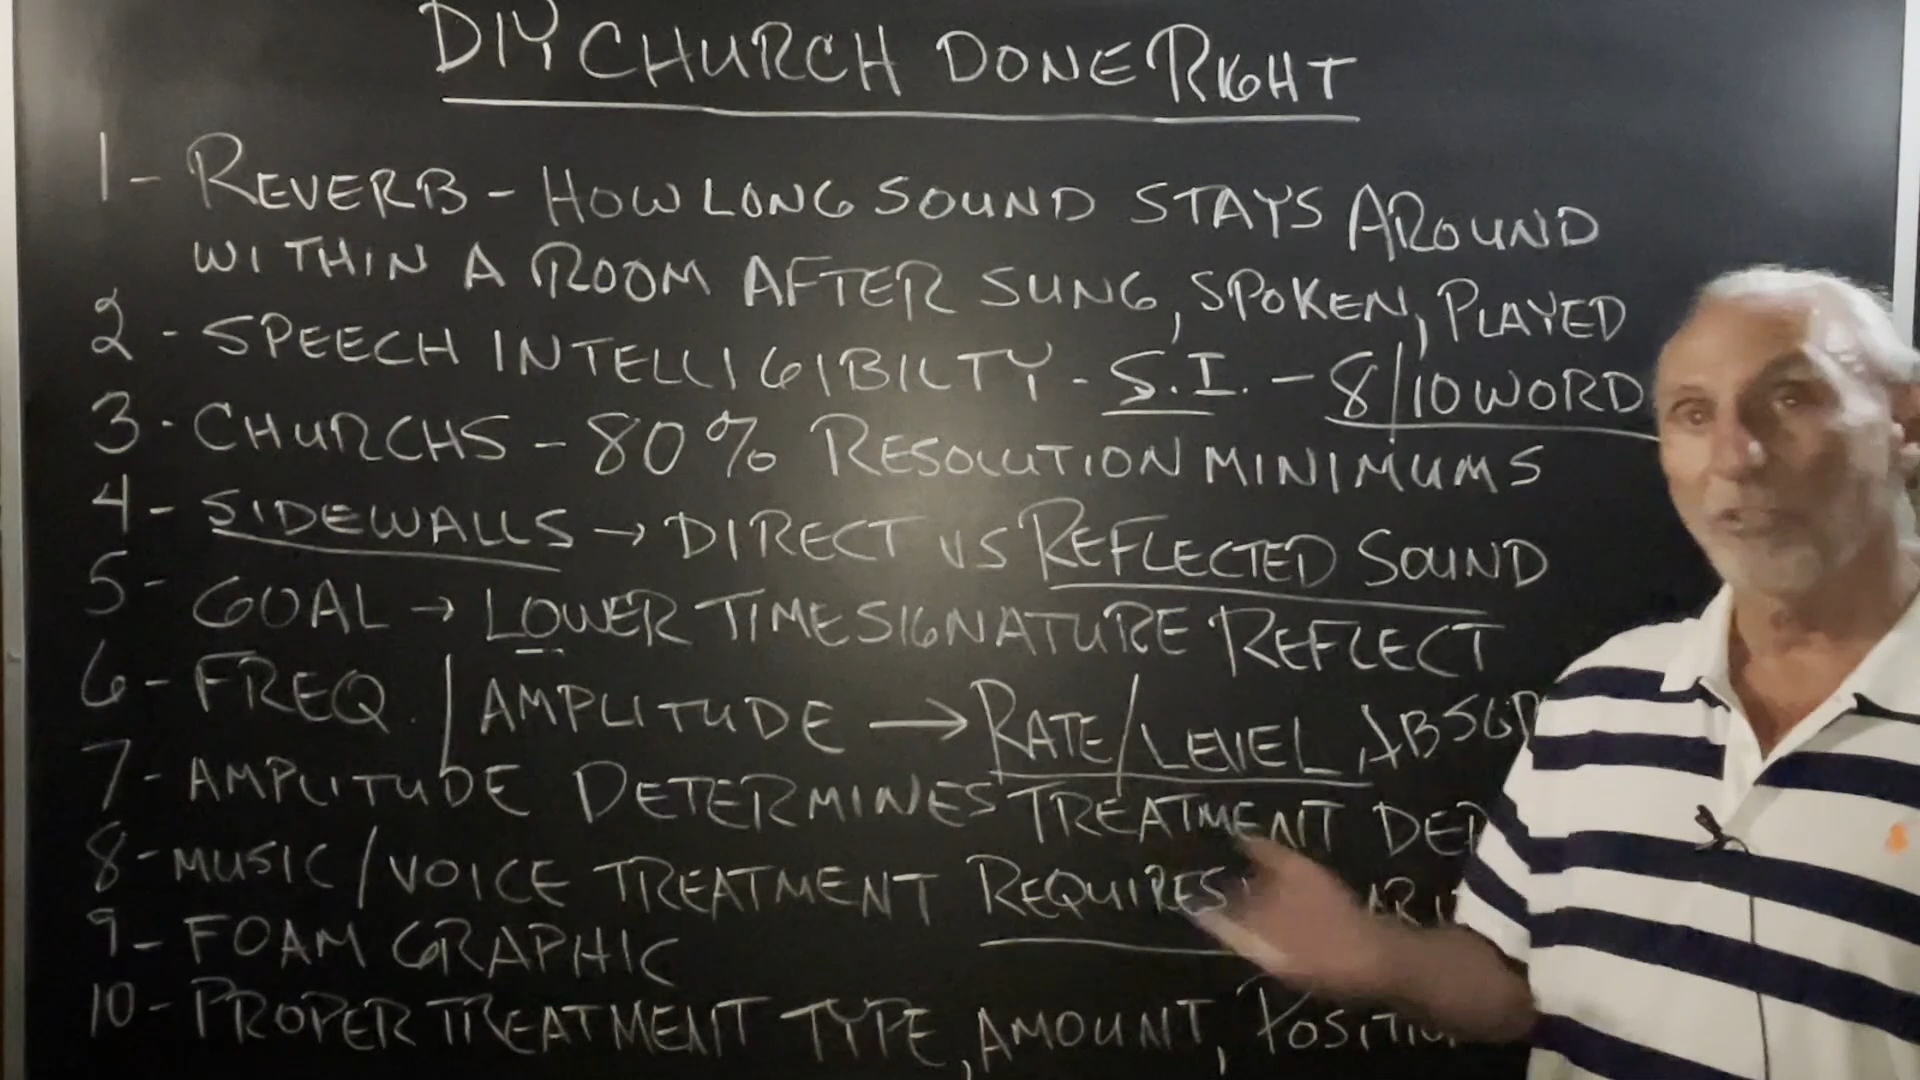 DIY CHURCH DONE RIGHT
1- REVERB - HOW LONG SOUND STAYS AROUND
WITHIN A ROOM AFTER SUNG, SPOKEN, PLAYED
2 - SPEECH INTELLIGIBILTY - S.I. - 8/10 WORD
3 - CHURCHS - 80% RESOLUTION MINIMUMS
4 - SIDEWALLS → DIRECT VS REFLECTED SOUND
5 - GOAL → LOWER TIME SIGNATURE REFLECT
6 - FREQ. / AMPLITUDE → RATE/LEVEL ABSOR
7 - AMPLITUDE DETERMINES TREATMENT DEP
8 - MUSIC/VOICE TREATMENT REQUIRES
9 - FOAM GRAPHIC
10 - PROPER TREATMENT TYPE, AMOUNT, POSITI